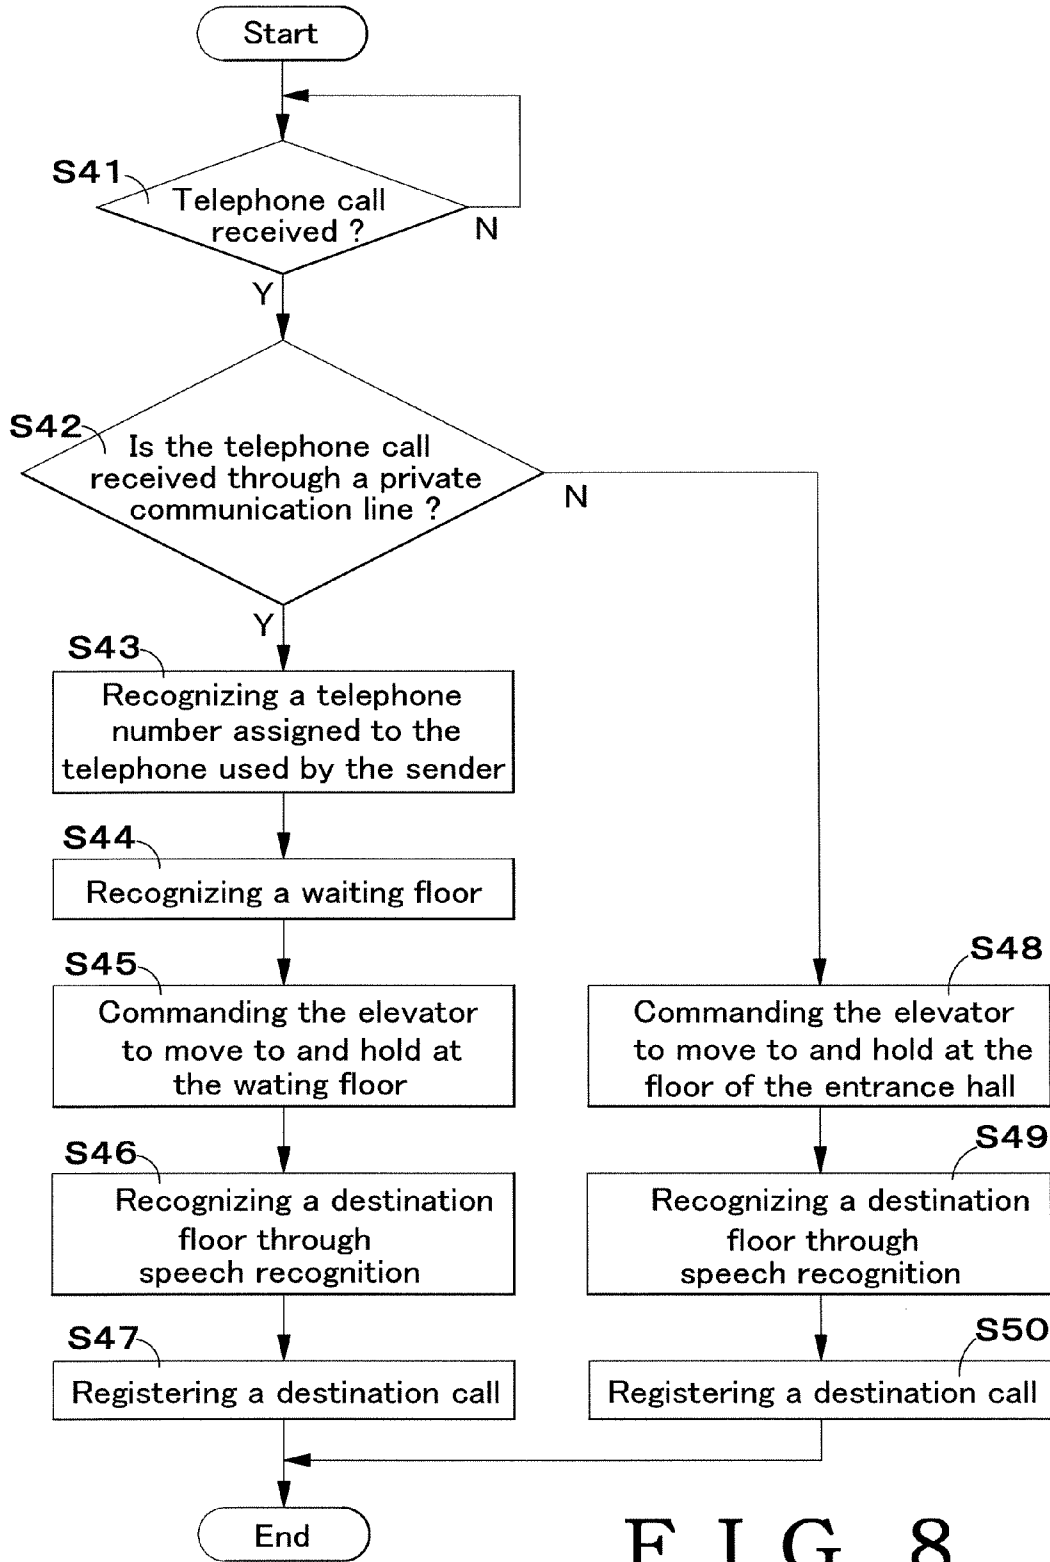 Start
S41
Telephone call
received ?
N
Y
S42
Is the telephone call
received through a private
communication line ?
N
Y
S43
Recognizing a telephone
number assigned to the
telephone used by the sender
S44
Recognizing a waiting floor
S45
Commanding the elevator
to move to and hold at
the wating floor
S46
Recognizing a destination
floor through
speech recognition
S47
Registering a destination call
S48
Commanding the elevator
to move to and hold at the
floor of the entrance hall
S49
Recognizing a destination
floor through
speech recognition
S50
Registering a destination call
End
FIG. 8